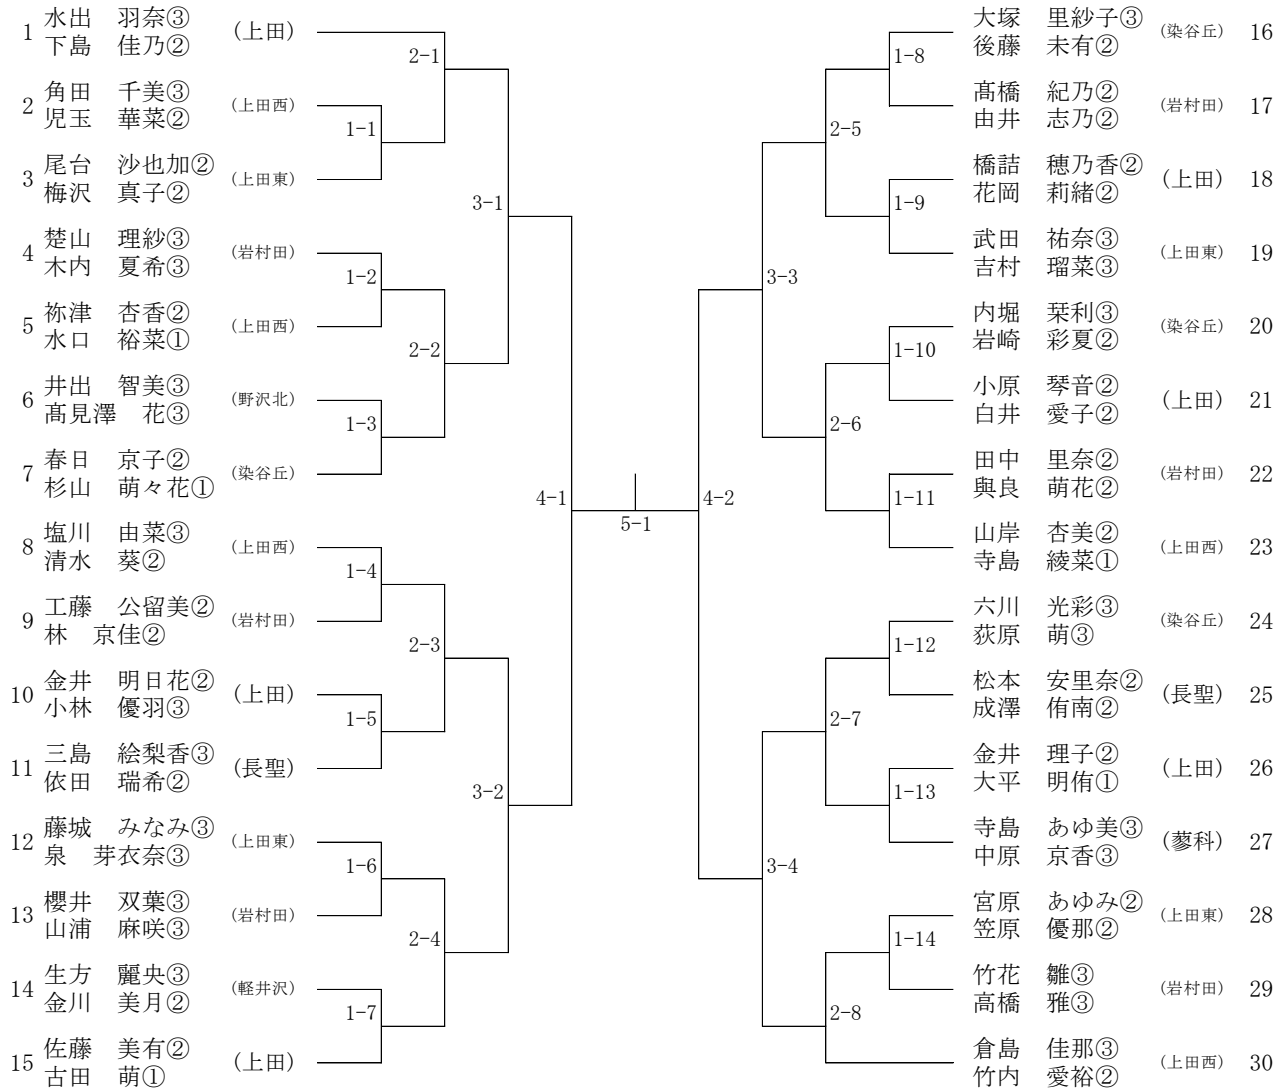 1 水出 羽奈③ (上田)
下島 佳乃②
2 角田 千美③ (上田西)
児玉 華菜②
3 尾台 沙也加② (上田東)
梅沢 真子②
4 楚山 理紗③ (岩村田)
木内 夏希③
5 祢津 杏香② (上田西)
水口 裕菜①
6 井出 智美③ (野沢北)
髙見澤 花③
7 春日 京子② (染谷丘)
杉山 萌々花①
8 塩川 由菜③ (上田西)
清水 葵②
9 工藤 公留美② (岩村田)
林 京佳②
10 金井 明日花② (上田)
小林 優羽③
11 三島 絵梨香③ (長聖)
依田 瑞希②
12 藤城 みなみ③ (上田東)
泉 芽衣奈③
13 櫻井 双葉③ (岩村田)
山浦 麻咲③
14 生方 麗央③ (軽井沢)
金川 美月②
15 佐藤 美有② (上田)
古田 萌①
1-1
1-2
1-3
1-4
1-5
1-6
1-7
2-1
2-2
2-3
2-4
3-1
3-2
4-1
5-1
4-2
3-3
3-4
2-5
2-6
2-7
2-8
1-8
1-9
1-10
1-11
1-12
1-13
1-14
大塚 里紗子③ (染谷丘) 16
後藤 未有②
髙橋 紀乃② (岩村田) 17
由井 志乃②
橋詰 穂乃香② (上田) 18
花岡 莉緒②
武田 祐奈③ (上田東) 19
吉村 瑠菜③
内堀 栞利③ (染谷丘) 20
岩崎 彩夏②
小原 琴音② (上田) 21
白井 愛子②
田中 里奈② (岩村田) 22
與良 萌花②
山岸 杏美② (上田西) 23
寺島 綾菜①
六川 光彩③ (染谷丘) 24
荻原 萌③
松本 安里奈② (長聖) 25
成澤 侑南②
金井 理子② (上田) 26
大平 明侑①
寺島 あゆ美③ (蓼科) 27
中原 京香③
宮原 あゆみ② (上田東) 28
笠原 優那②
竹花 雛③ (岩村田) 29
高橋 雅③
倉島 佳那③ (上田西) 30
竹内 愛裕②